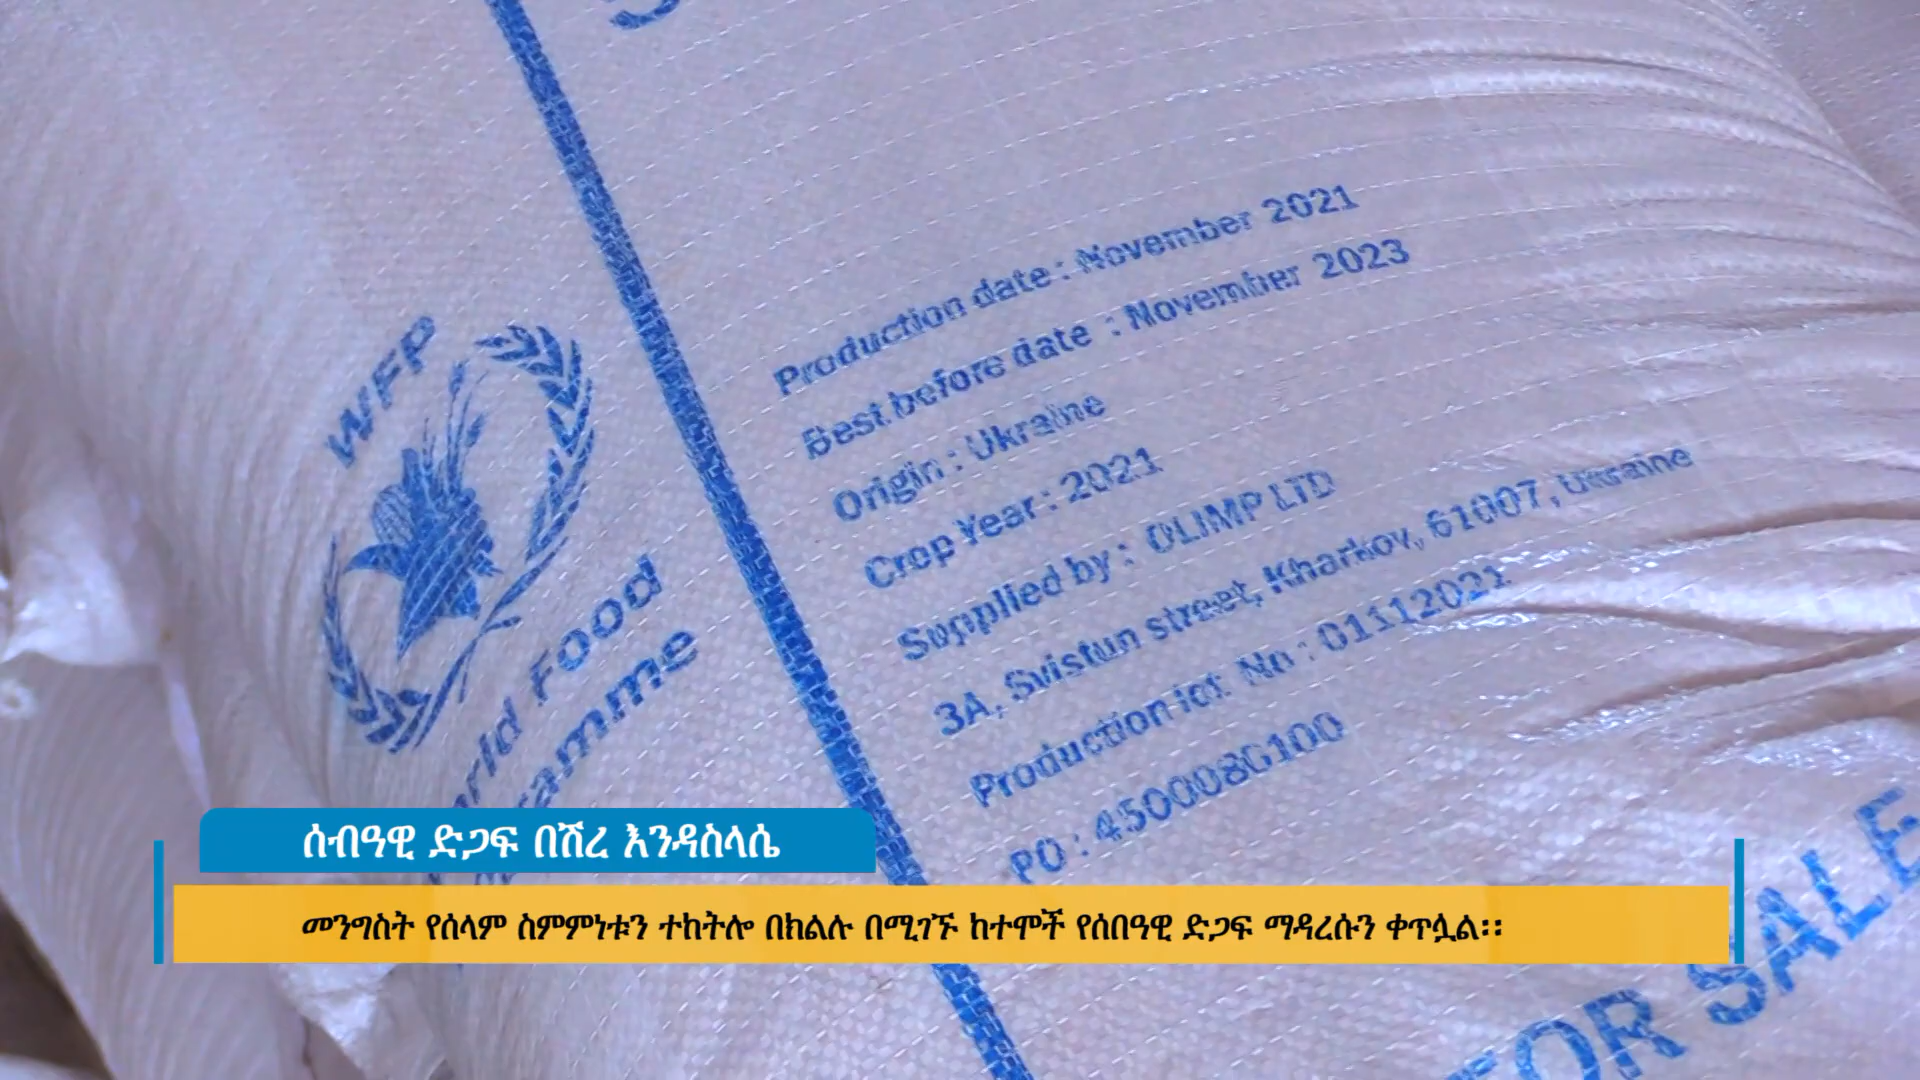 WFP
World Food
Programme
Production date : November 2021
Best before date : November 2023
Origin : Ukraine
Crop Year : 2021
Supplied by : OLIMP LTD
3A, Svistun street, Kharkov, 61007, Ukraine
Production lot No : 01112021
PO : 4500080100
FOR SALE
ሰብዓዊ ድጋፍ በሽረ እንዳስላሴ
መንግስት የሰላም ስምምነቱን ተከትሎ በክልሉ በሚገኙ ከተሞች የሰበዓዊ ድጋፍ ማዳረሱን ቀጥሏል፡፡